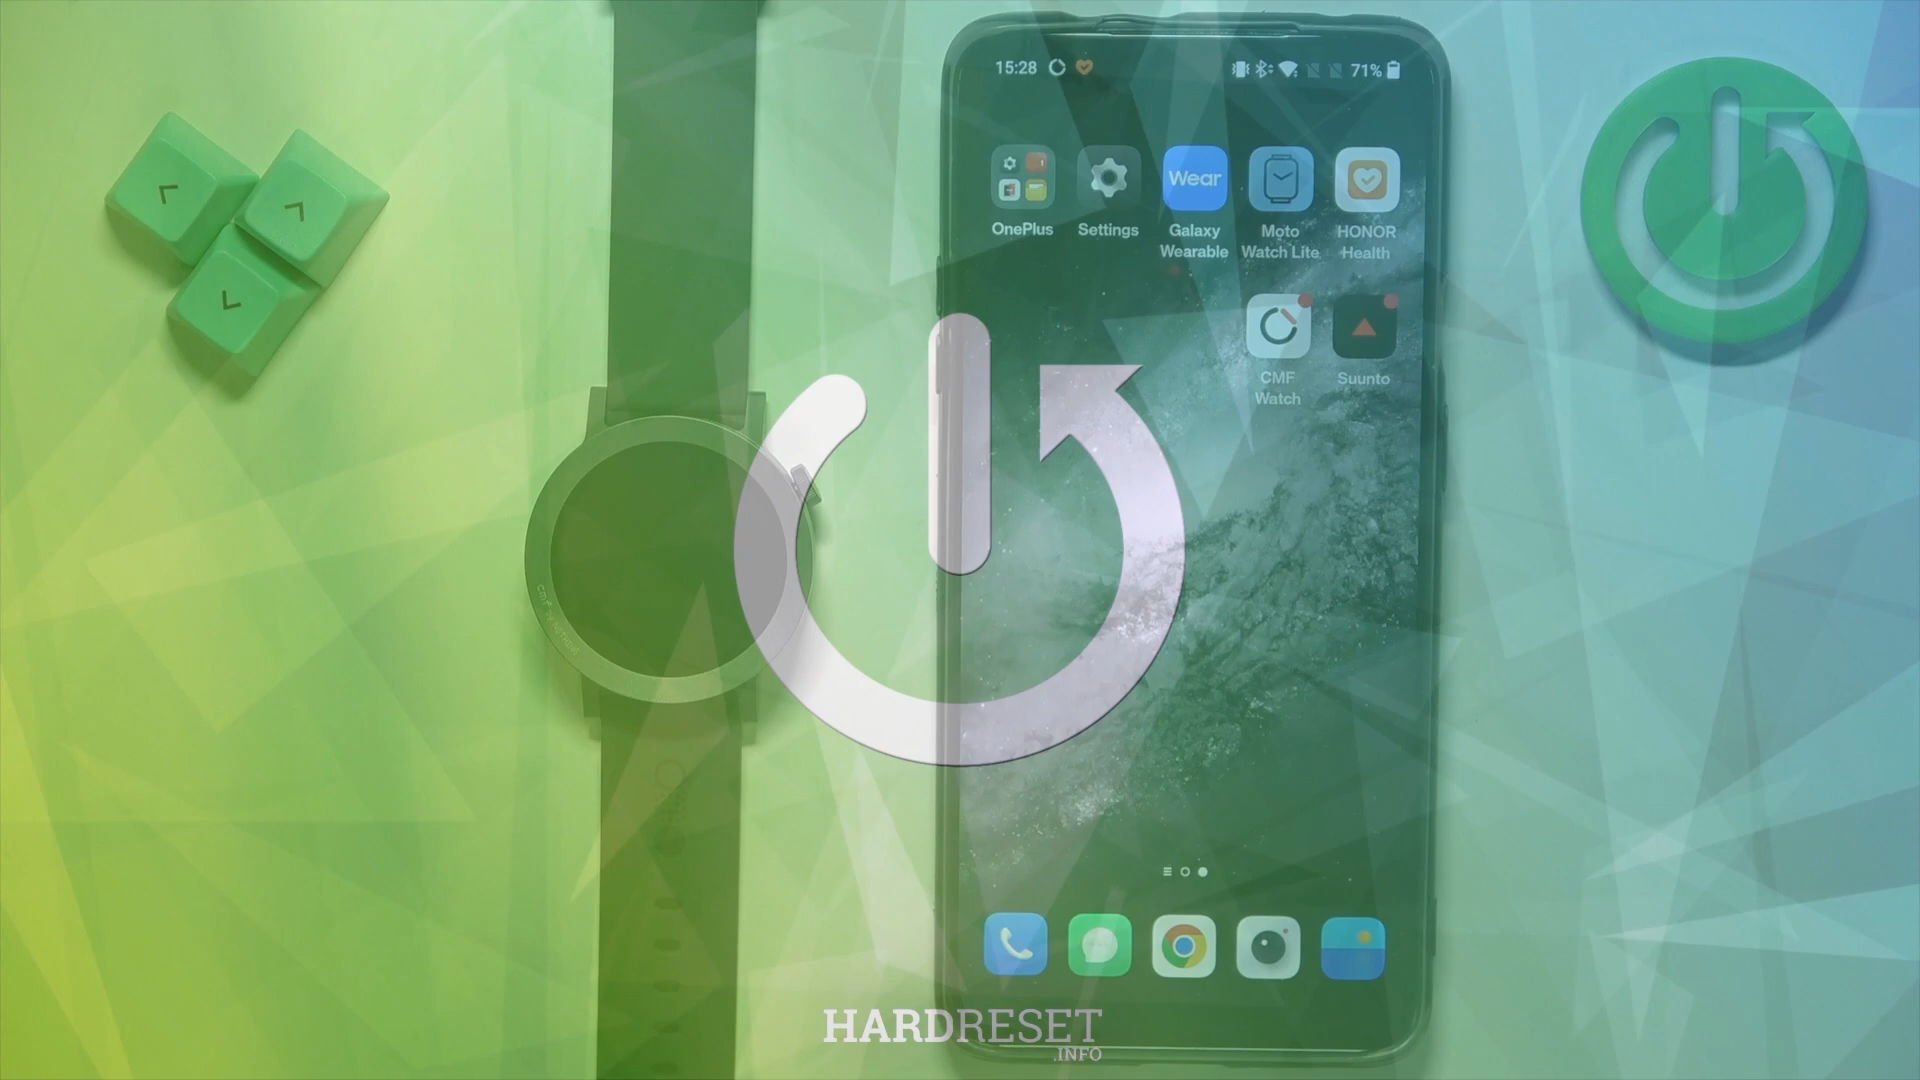 15:28
71%
Wear
OnePlus
Settings
Galaxy
Wearable
Moto
Watch Lite
HONOR
Health
CMF
Watch
Suunto
HARDRESET
.INFO